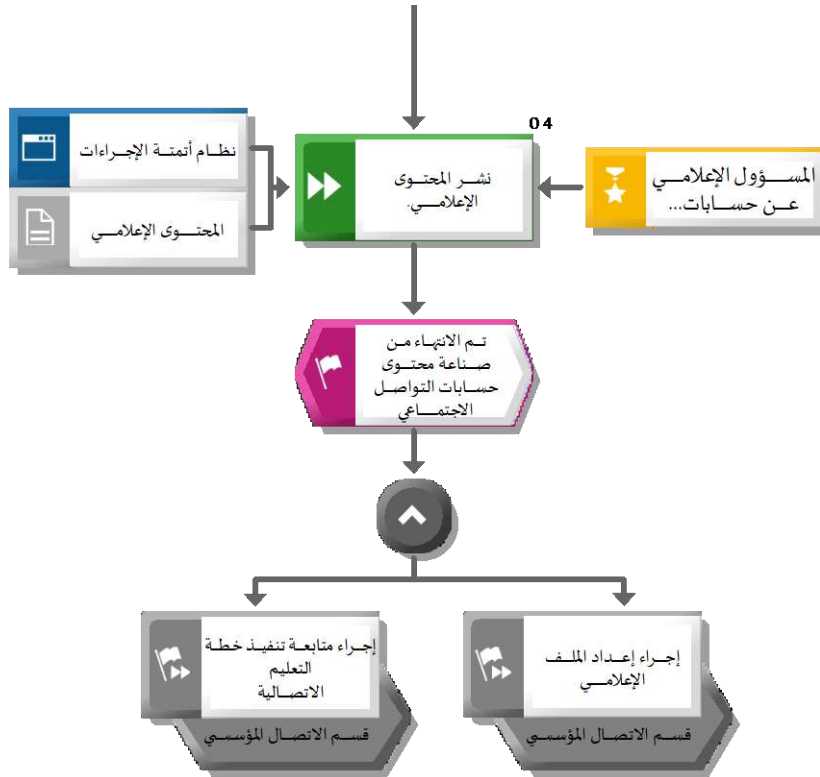 04
نظام أتمتة الإجراءات
المحتوى الإعلامي
نشر المحتوى
الإعلامي.
المسؤول الإعلامي
عن حسابات...
تم الانتهاء من
صناعة محتوى
حسابات التواصل
الاجتماعي
إجراء إعداد الملف
الإعلامي
قسم الاتصال المؤسسي
إجراء متابعة تنفيذ خطة
التعليم
الاتصالية
قسم الاتصال المؤسسي